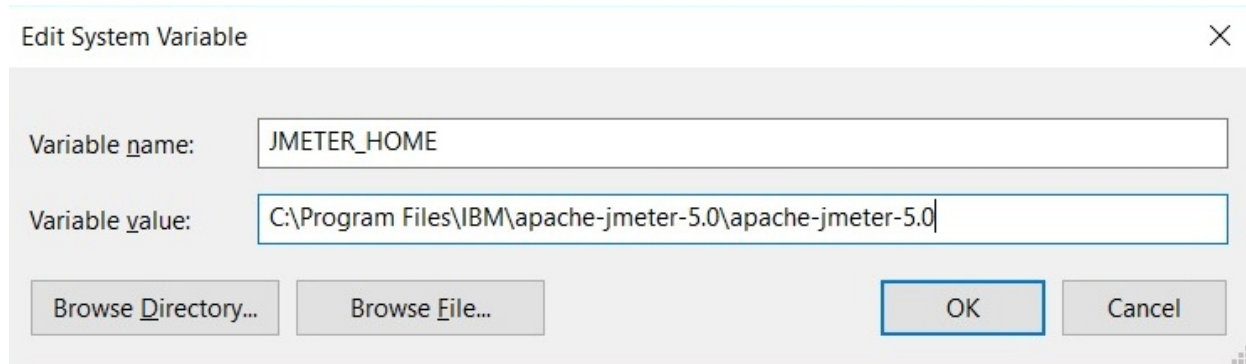 Edit System Variable
Variable name: JMETER_HOME
Variable value: C:\Program Files\IBM\apache-jmeter-5.0\apache-jmeter-5.0
Browse Directory... Browse File... OK Cancel